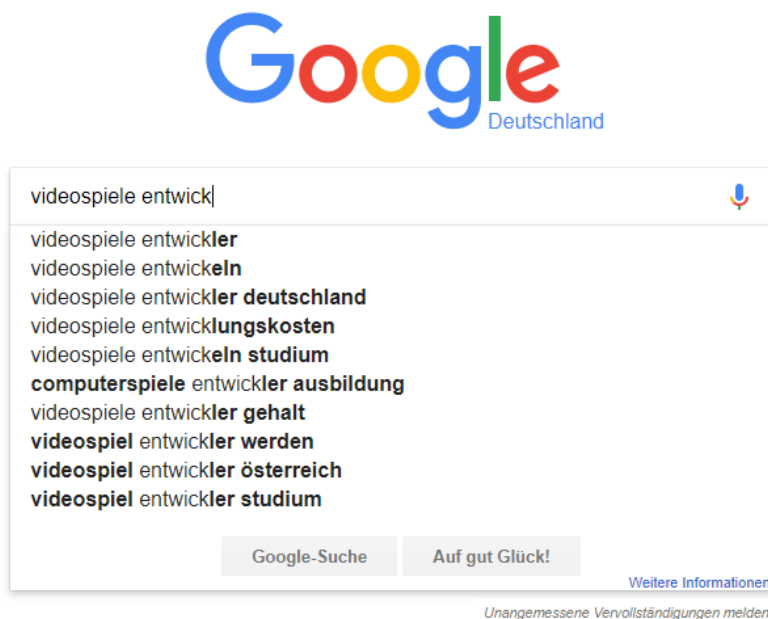 Google
Deutschland
videospiele entwick
videospiele entwickler
videospiele entwickeln
videospiele entwickler deutschland
videospiele entwicklungskosten
videospiele entwickeln studium
computerspiele entwickler ausbildung
videospiele entwickler gehalt
videospiel entwickler werden
videospiel entwickler österreich
videospiel entwickler studium
Google-Suche Auf gut Glück!
Weitere Informationen
Unangemessene Vervollständigungen melden